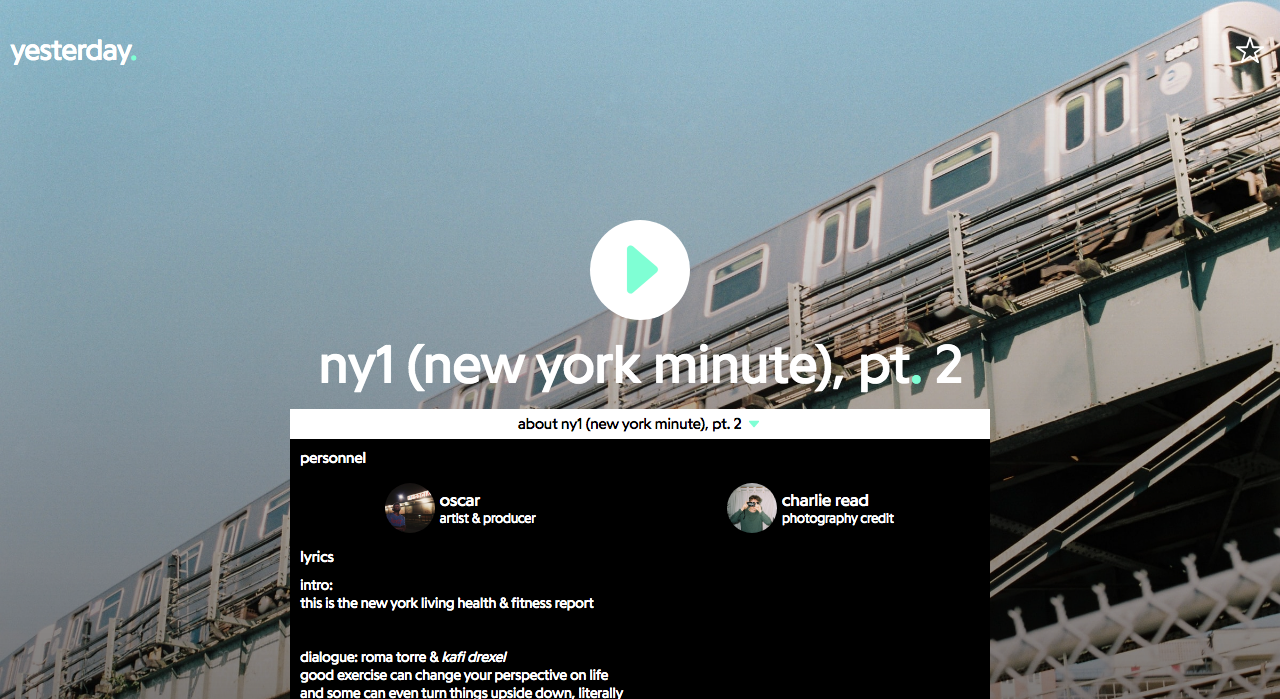 yesterday.
ny1 (new york minute), pt. 2
about ny1 (new york minute), pt. 2
personnel
oscar
artist & producer
charlie read
photography credit
lyrics
intro:
this is the new york living health & fitness report
dialogue: roma torre & kafi drexel
good exercise can change your perspective on life
and some can even turn things upside down, literally